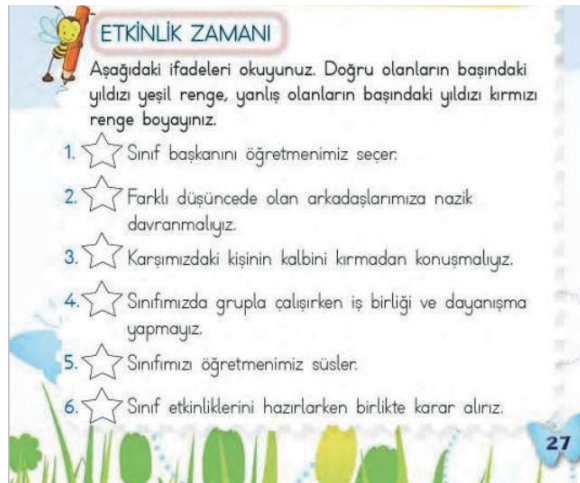 ETKİNLİK ZAMANI
Aşağıdaki ifadeleri okuyunuz. Doğru olanların başındaki
yıldızı yeşil renge, yanlış olanların başındaki yıldızı kırmızı
renge boyayınız.
1. Sınıf başkanını öğretmenimiz seçer.
2. Farklı düşüncede olan arkadaşlarımıza nazik
davranmalıyız.
3. Karşımızdaki kişinin kalbini kırmadan konuşmalıyız.
4. Sınıfımızda grupla çalışırken iş birliği ve dayanışma
yapmayız.
5. Sınıfımızı öğretmenimiz süsler.
6. Sınıf etkinliklerini hazırlarken birlikte karar alırız.
27